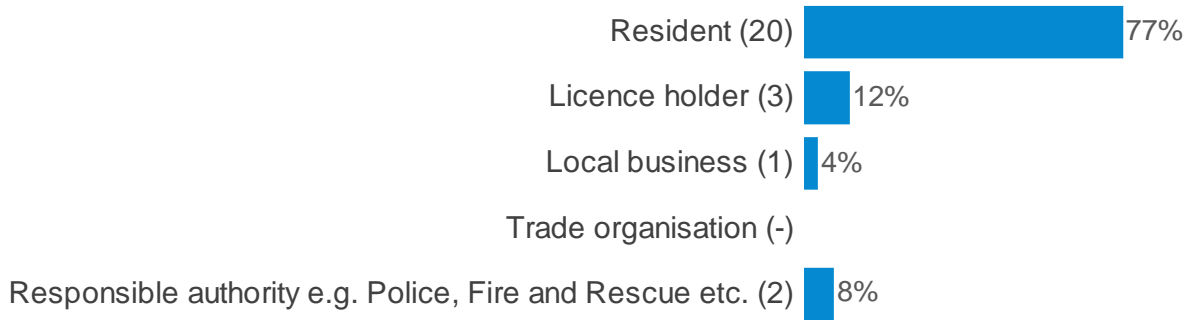 Resident (20) 77%
Licence holder (3) 12%
Local business (1) 4%
Trade organisation (-)
Responsible authority e.g. Police, Fire and Rescue etc. (2) 8%